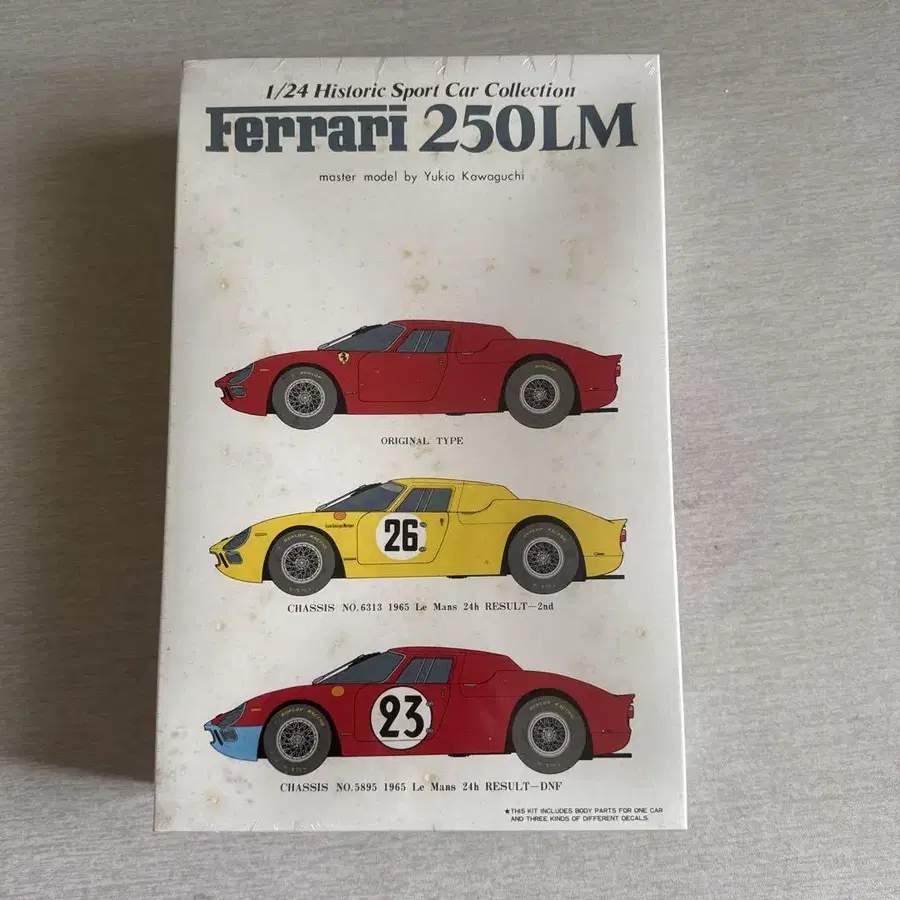 1/24 Historic Sport Car Collection
Ferrari 250LM
master model by Yukio Kawaguchi
ORIGINAL TYPE
26
CHASSIS NO.6313 1965 Le Mans 24h RESULT—2nd
DUNLOP RACING
23
CHASSIS NO.5895 1965 Le Mans 24h RESULT—DNF
★THIS KIT INCLUDES BODY PARTS FOR ONE CAR
AND THREE KINDS OF DIFFERENT DECALS.